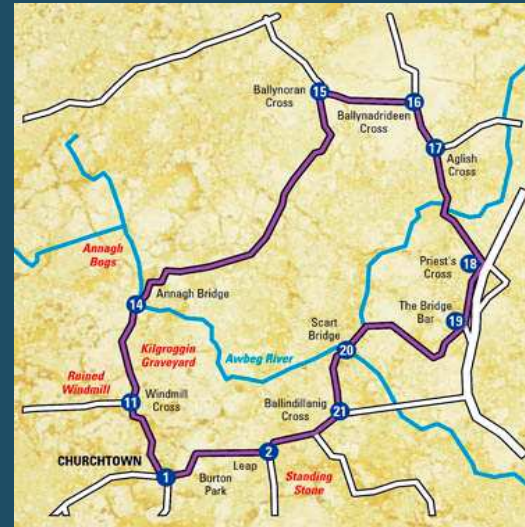 15
Ballynoran
Cross
16
Ballynadrideen
Cross
17
Aglish
Cross
Annagh
Bogs
18
Priest's
Cross
14
Annagh Bridge
The Bridge
Bar
19
Scart
Bridge
20
Kilgroggin
Graveyard
Awbeg River
Ruined
Windmill
11
Windmill
Cross
Ballindillanig
Cross
21
CHURCHTOWN
1
Burton
Park
Leap
2
Standing
Stone